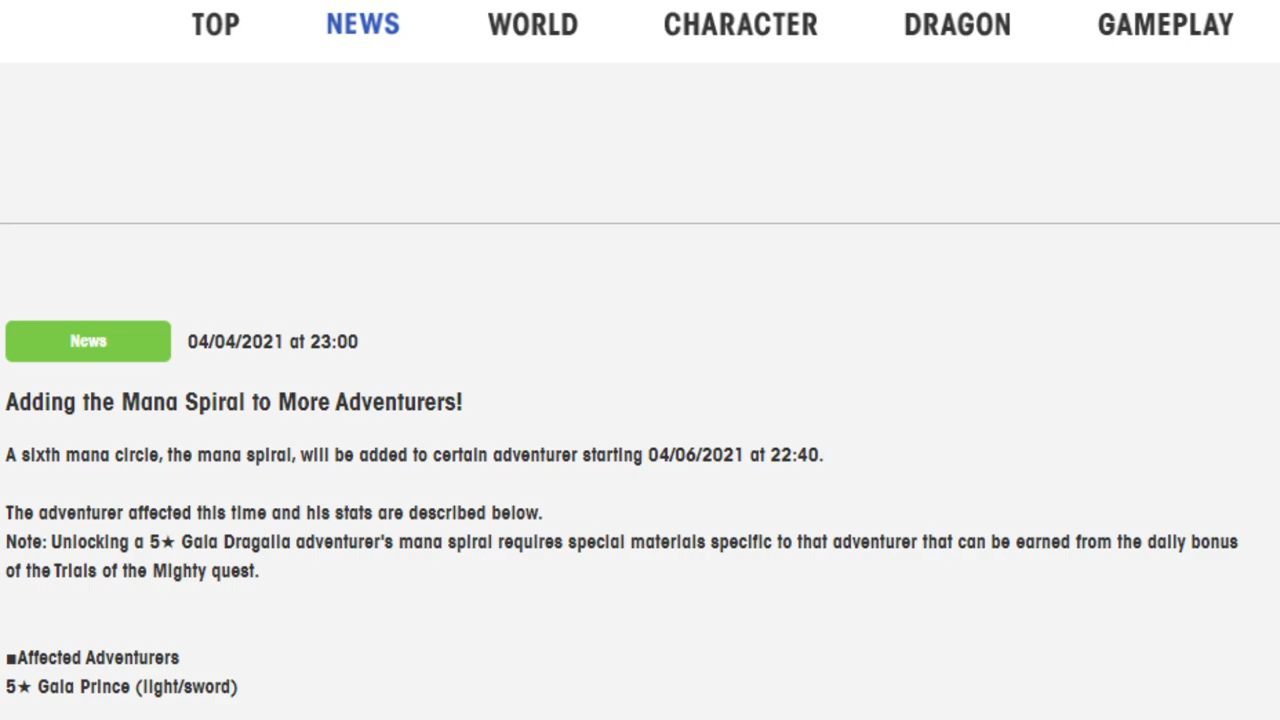 TOP NEWS WORLD CHARACTER DRAGON GAMEPLAY
News 04/04/2021 at 23:00
Adding the Mana Spiral to More Adventurers!
A sixth mana circle, the mana spiral, will be added to certain adventurer starting 04/06/2021 at 22:40.
The adventurer affected this time and his stats are described below.
Note: Unlocking a 5★ Gala Dragalia adventurer's mana spiral requires special materials specific to that adventurer that can be earned from the daily bonus
of the Trials of the Mighty quest.
■Affected Adventurers
5★ Gala Prince (light/sword)